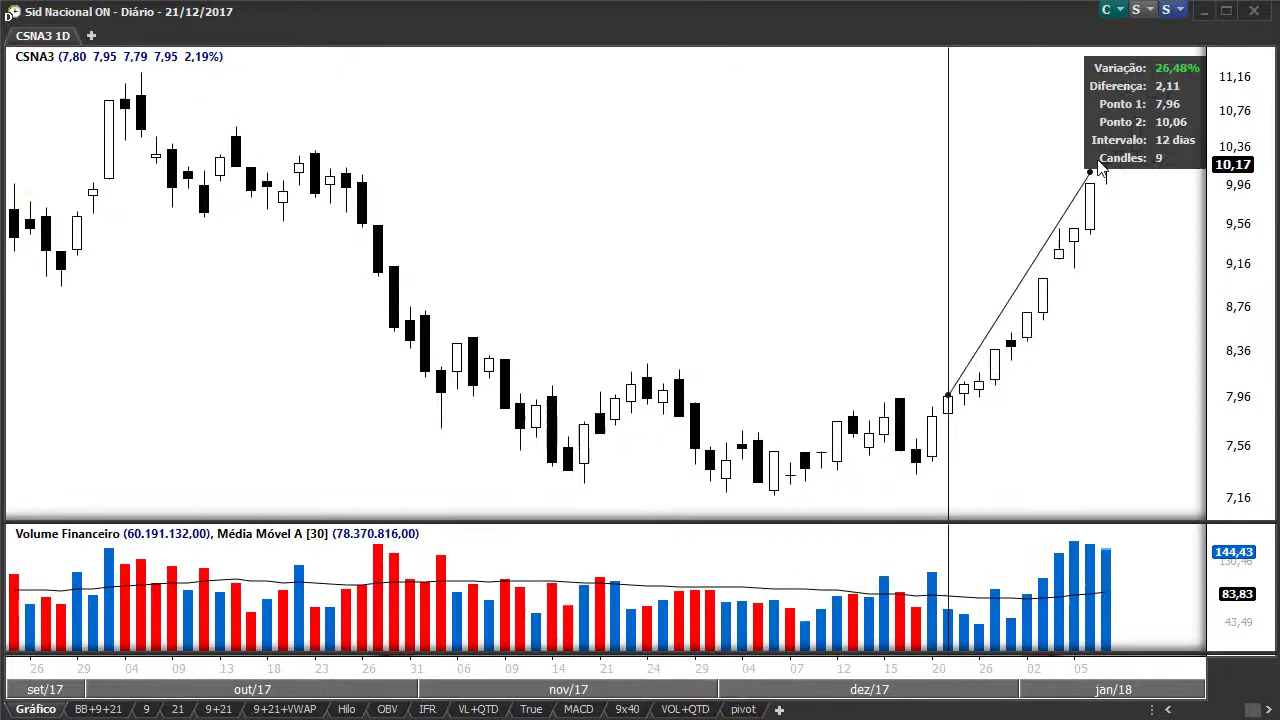 Sid Nacional ON - Diário - 21/12/2017
C S S
CSNA3 1D
CSNA3 (7,80 7,95 7,79 7,95 2,19%)
Variação: 26,48%
Diferença: 2,11
Ponto 1: 7,96
Ponto 2: 10,06
Intervalo: 12 dias
Candles: 9
11,16
10,76
10,36
10,17
9,96
9,56
9,16
8,76
8,36
7,96
7,56
7,16
Volume Financeiro (60.191.132,00), Média Móvel A [30] (78.370.816,00)
144,43
83,83
43,49
26 29 04 09 13 18 23 26 31 06 09 14 21 24 29 04 07 12 15 20 26 02 05
set/17 out/17 nov/17 dez/17 jan/18
Gráfico BB+9+21 9 21 9+21 9+21+VWAP Hilo OBV IFR VL+QTD True MACD 9x40 VOL+QTD pivot